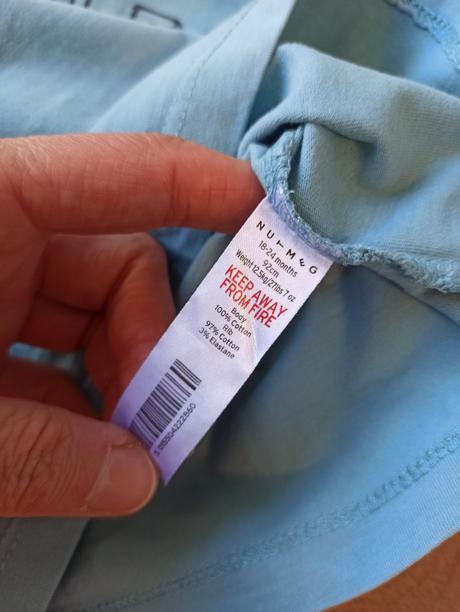 NUTMEG
18-24 months
92cm
Weight 12.5kg/27lbs 7 oz
KEEP AWAY
FROM FIRE
Body
100% Cotton
Rib
97% Cotton
3% Elastane